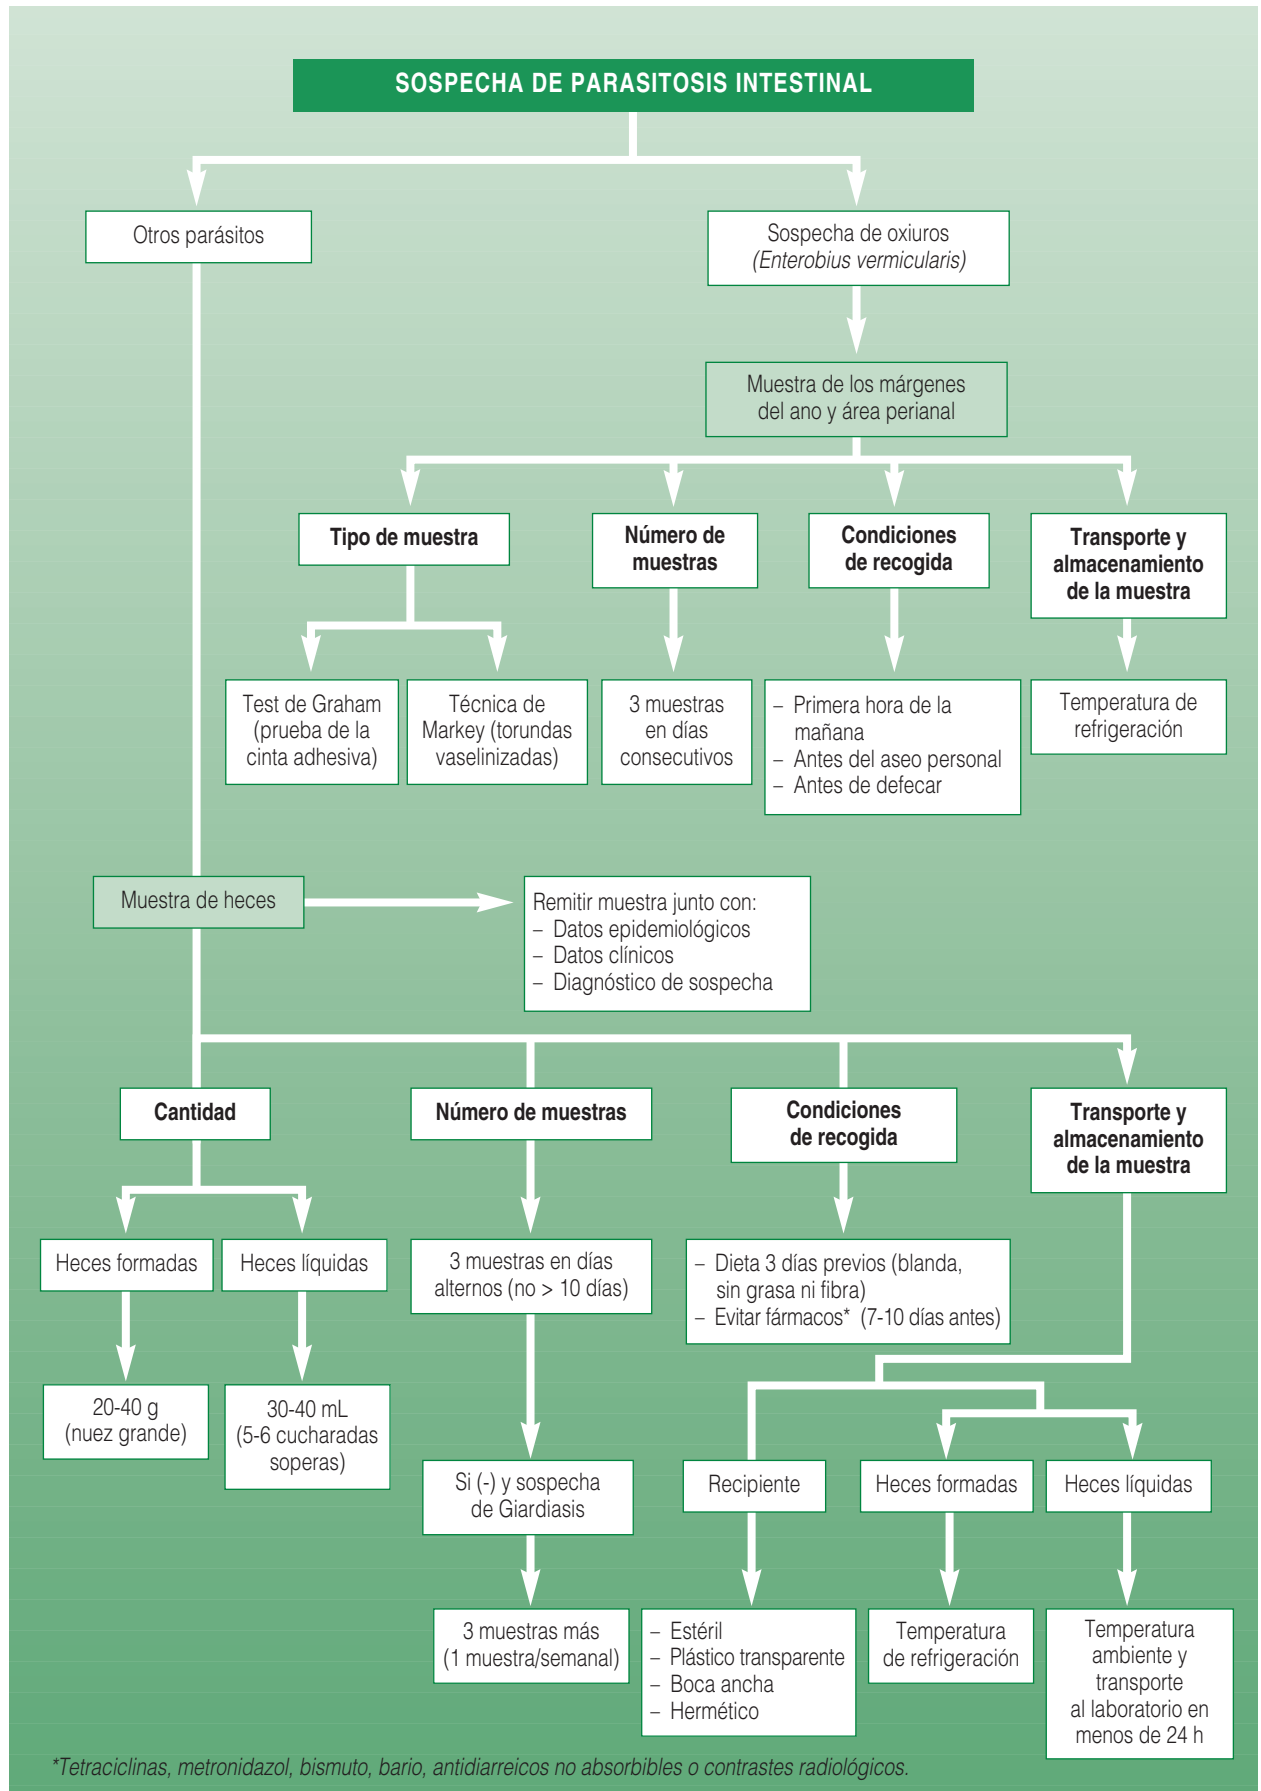 SOSPECHA DE PARASITOSIS INTESTINAL
Otros parásitos
Sospecha de oxiuros
(Enterobius vermicularis)
Muestra de los márgenes
del ano y área perianal
Tipo de muestra
Número de
muestras
Condiciones
de recogida
Transporte y
almacenamiento
de la muestra
Test de Graham
(prueba de la
cinta adhesiva)
Técnica de
Markey (torundas
vaselinizadas)
3 muestras
en días
consecutivos
– Primera hora de la
mañana
– Antes del aseo personal
– Antes de defecar
Temperatura de
refrigeración
Muestra de heces
Remitir muestra junto con:
– Datos epidemiológicos
– Datos clínicos
– Diagnóstico de sospecha
Cantidad
Número de muestras
Condiciones
de recogida
Transporte y
almacenamiento
de la muestra
Heces formadas
Heces líquidas
3 muestras en días
alternos (no > 10 días)
– Dieta 3 días previos (blanda,
sin grasa ni fibra)
– Evitar fármacos* (7-10 días antes)
20-40 g
(nuez grande)
30-40 mL
(5-6 cucharadas
soperas)
Si (-) y sospecha
de Giardiasis
Recipiente
Heces formadas
Heces líquidas
3 muestras más
(1 muestra/semanal)
– Estéril
– Plástico transparente
– Boca ancha
– Hermético
Temperatura
de refrigeración
Temperatura
ambiente y
transporte
al laboratorio en
menos de 24 h
*Tetraciclinas, metronidazol, bismuto, bario, antidiarreicos no absorbibles o contrastes radiológicos.